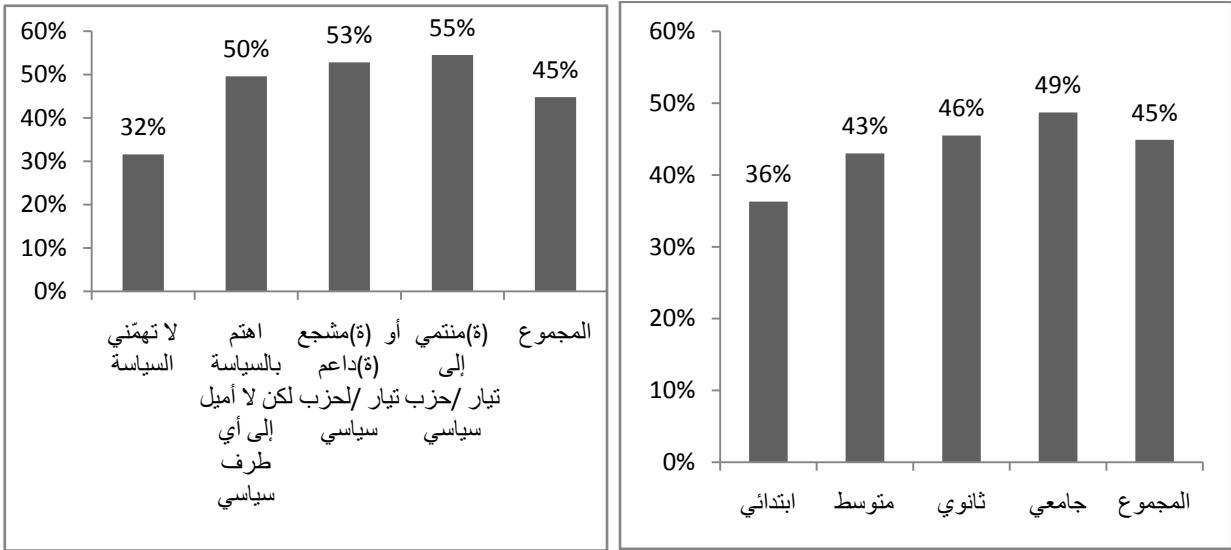 60%
50%
40%
30%
20%
10%
0%
32%
50%
53%
55%
45%
لا تهمّني
السياسة
اهتم
بالسياسة
لكن لا أميل
إلى أي
طرف
سياسي
(ة)مشجع أو
(ة)داعم
لحزب/ تيار
سياسي
(ة)منتمي
إلى
حزب/ تيار
سياسي
المجموع
60%
50%
40%
30%
20%
10%
0%
36%
43%
46%
49%
45%
ابتدائي
متوسط
ثانوي
جامعي
المجموع